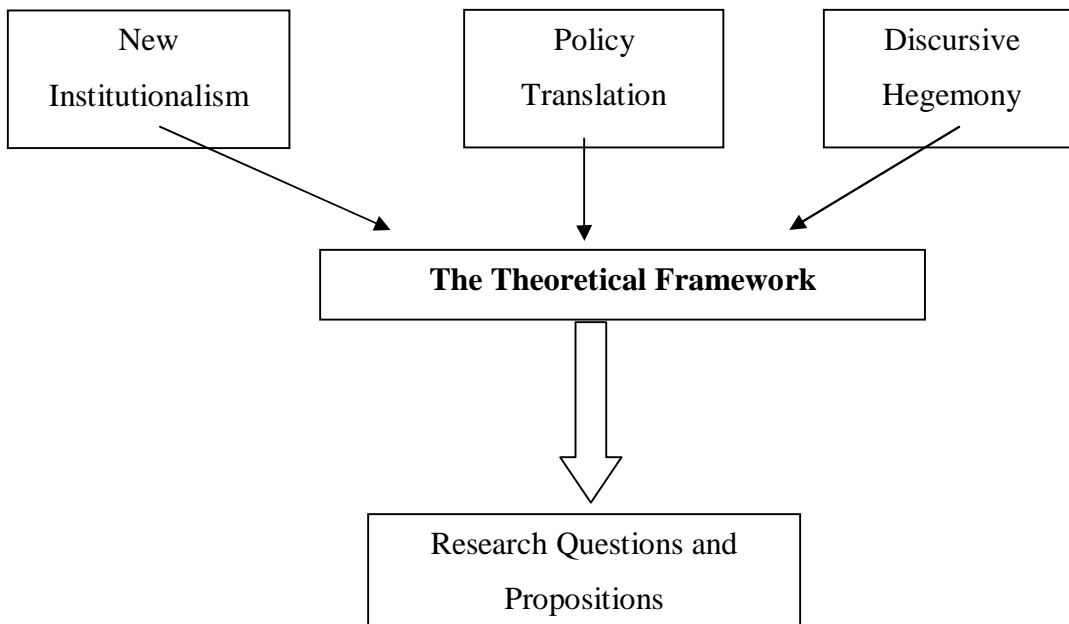 New
Institutionalism
Policy
Translation
Discursive
Hegemony
The Theoretical Framework
Research Questions and
Propositions